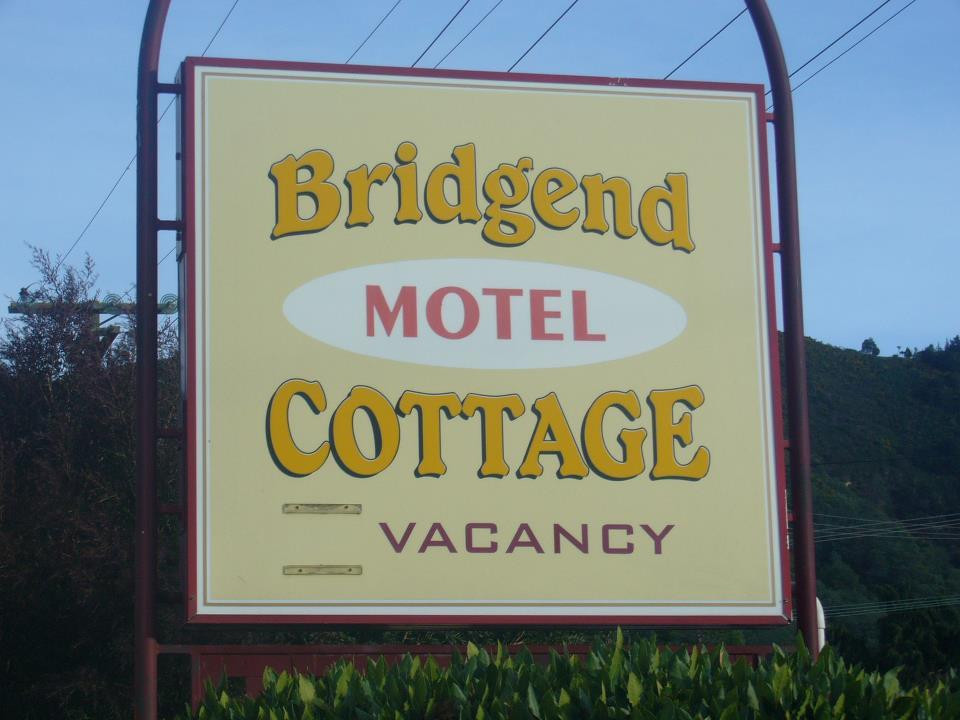 Bridgend
MOTEL
COTTAGE
VACANCY